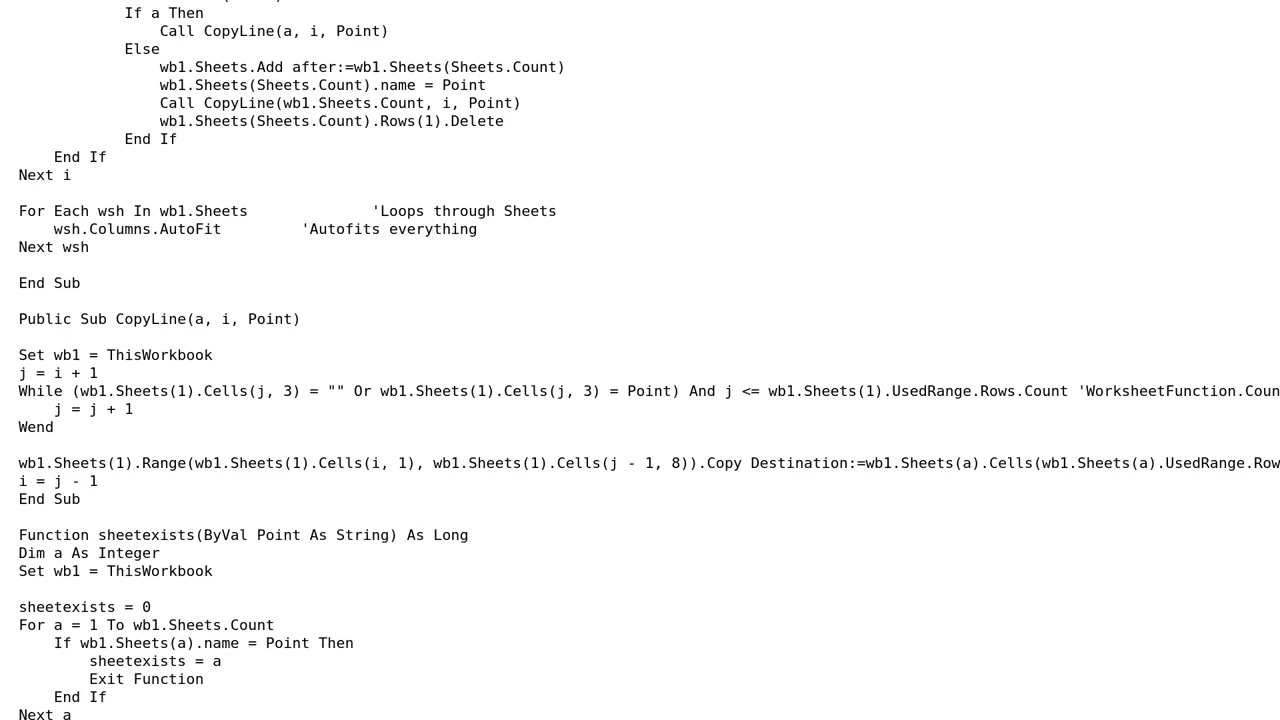 If a Then
                Call CopyLine(a, i, Point)
            Else
                wb1.Sheets.Add after:=wb1.Sheets(Sheets.Count)
                wb1.Sheets(Sheets.Count).name = Point
                Call CopyLine(wb1.Sheets.Count, i, Point)
                wb1.Sheets(Sheets.Count).Rows(1).Delete
            End If
    End If
Next i

For Each wsh In wb1.Sheets              'Loops through Sheets
    wsh.Columns.AutoFit         'Autofits everything
Next wsh

End Sub

Public Sub CopyLine(a, i, Point)

Set wb1 = ThisWorkbook
j = i + 1
While (wb1.Sheets(1).Cells(j, 3) = "" Or wb1.Sheets(1).Cells(j, 3) = Point) And j <= wb1.Sheets(1).UsedRange.Rows.Count 'WorksheetFunction.Coun
    j = j + 1
Wend

wb1.Sheets(1).Range(wb1.Sheets(1).Cells(i, 1), wb1.Sheets(1).Cells(j - 1, 8)).Copy Destination:=wb1.Sheets(a).Cells(wb1.Sheets(a).UsedRange.Row
i = j - 1
End Sub

Function sheetexists(ByVal Point As String) As Long
Dim a As Integer
Set wb1 = ThisWorkbook

sheetexists = 0
For a = 1 To wb1.Sheets.Count
    If wb1.Sheets(a).name = Point Then
        sheetexists = a
        Exit Function
    End If
Next a